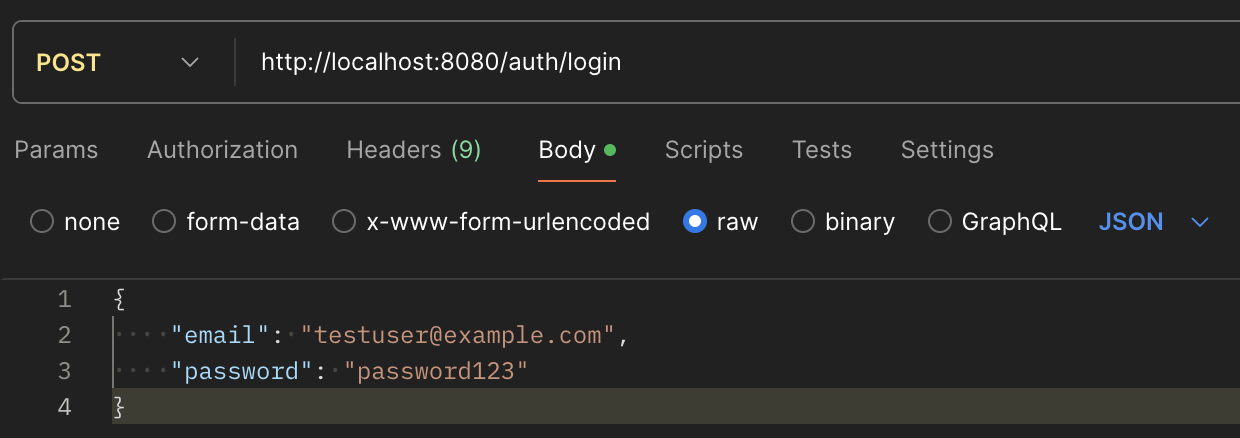 POST http://localhost:8080/auth/login
Params Authorization Headers (9) Body Scripts Tests Settings
none form-data x-www-form-urlencoded raw binary GraphQL JSON
1 {
2     "email": "testuser@example.com",
3     "password": "password123"
4 }